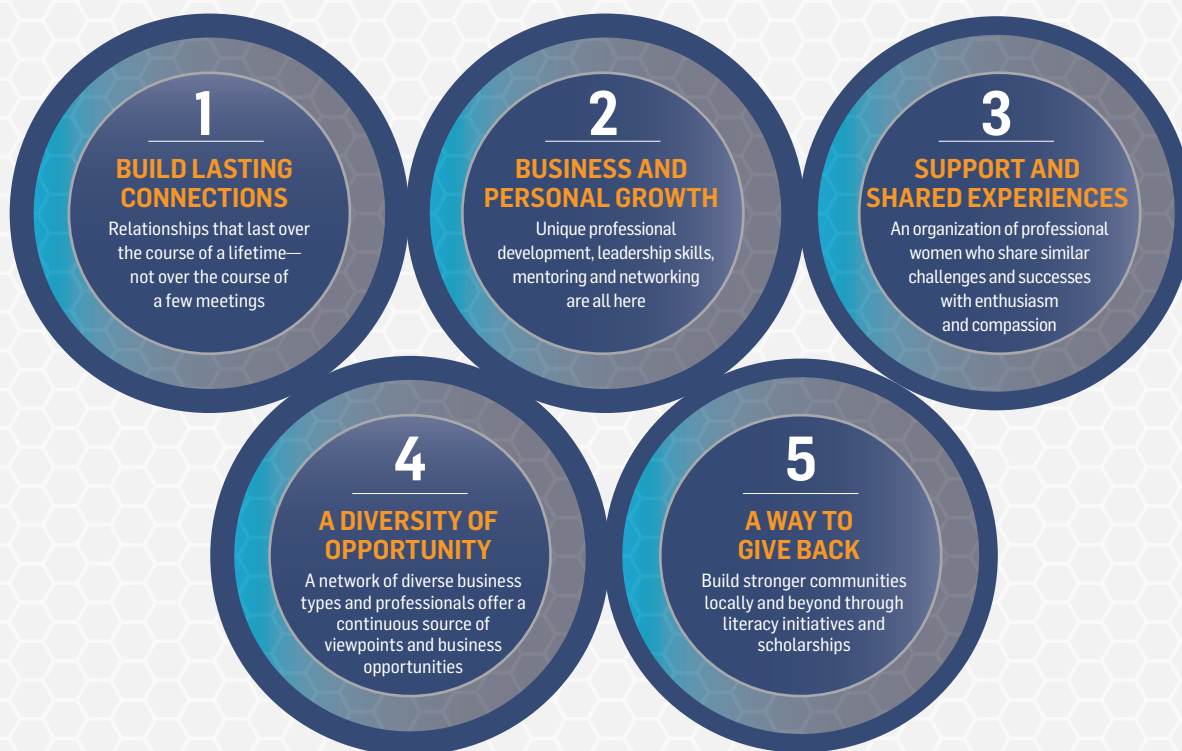 1
BUILD LASTING
CONNECTIONS
Relationships that last over
the course of a lifetime—
not over the course of
a few meetings
2
BUSINESS AND
PERSONAL GROWTH
Unique professional
development, leadership skills,
mentoring and networking
are all here
3
SUPPORT AND
SHARED EXPERIENCES
An organization of professional
women who share similar
challenges and successes
with enthusiasm
and compassion
4
A DIVERSITY OF
OPPORTUNITY
A network of diverse business
types and professionals offer a
continuous source of
viewpoints and business
opportunities
5
A WAY TO
GIVE BACK
Build stronger communities
locally and beyond through
literacy initiatives and
scholarships